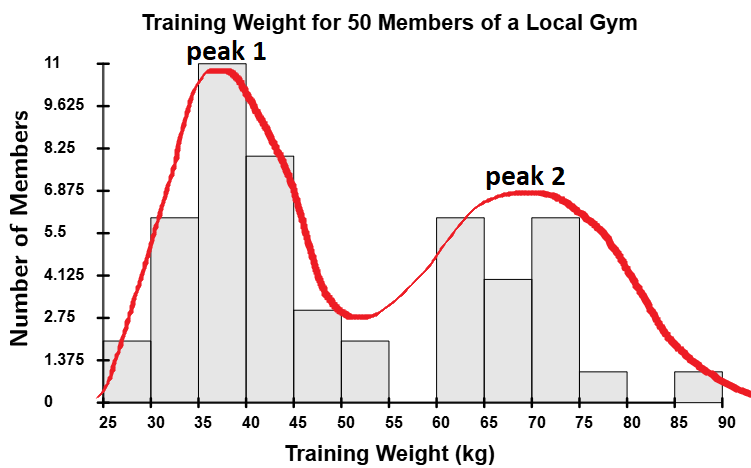 Training Weight for 50 Members of a Local Gym
peak 1
peak 2
11
9.625
8.25
6.875
5.5
4.125
2.75
1.375
0
Number of Members
25 30 35 40 45 50 55 60 65 70 75 80 85 90
Training Weight (kg)